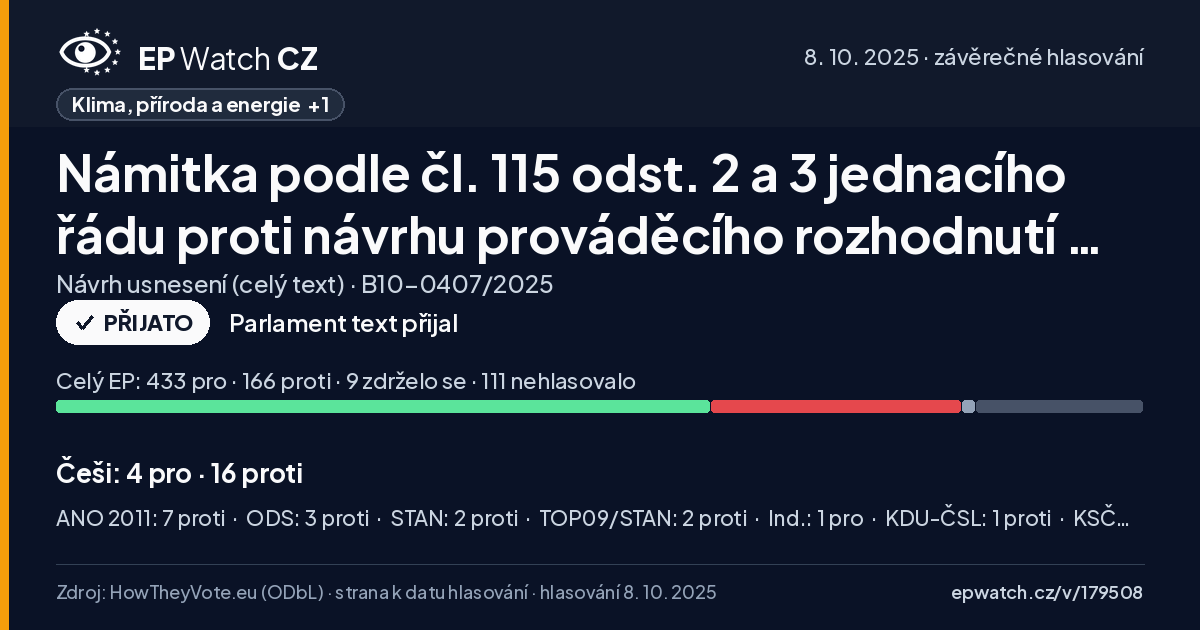 EP Watch CZ
8. 10. 2025 · závěrečné hlasování
Klima, příroda a energie +1
Námitka podle čl. 115 odst. 2 a 3 jednacího
řádu proti návrhu prováděcího rozhodnutí …
Návrh usnesení (celý text) · B10–0407/2025
✓ PŘIJATO Parlament text přijal
Celý EP: 433 pro · 166 proti · 9 zdrželo se · 111 nehlasovalo
Češi: 4 pro · 16 proti
ANO 2011: 7 proti · ODS: 3 proti · STAN: 2 proti · TOP09/STAN: 2 proti · Ind.: 1 pro · KDU-ČSL: 1 proti · KSČ…
Zdroj: HowTheyVote.eu (ODbL) · strana k datu hlasování · hlasování 8. 10. 2025
epwatch.cz/v/179508